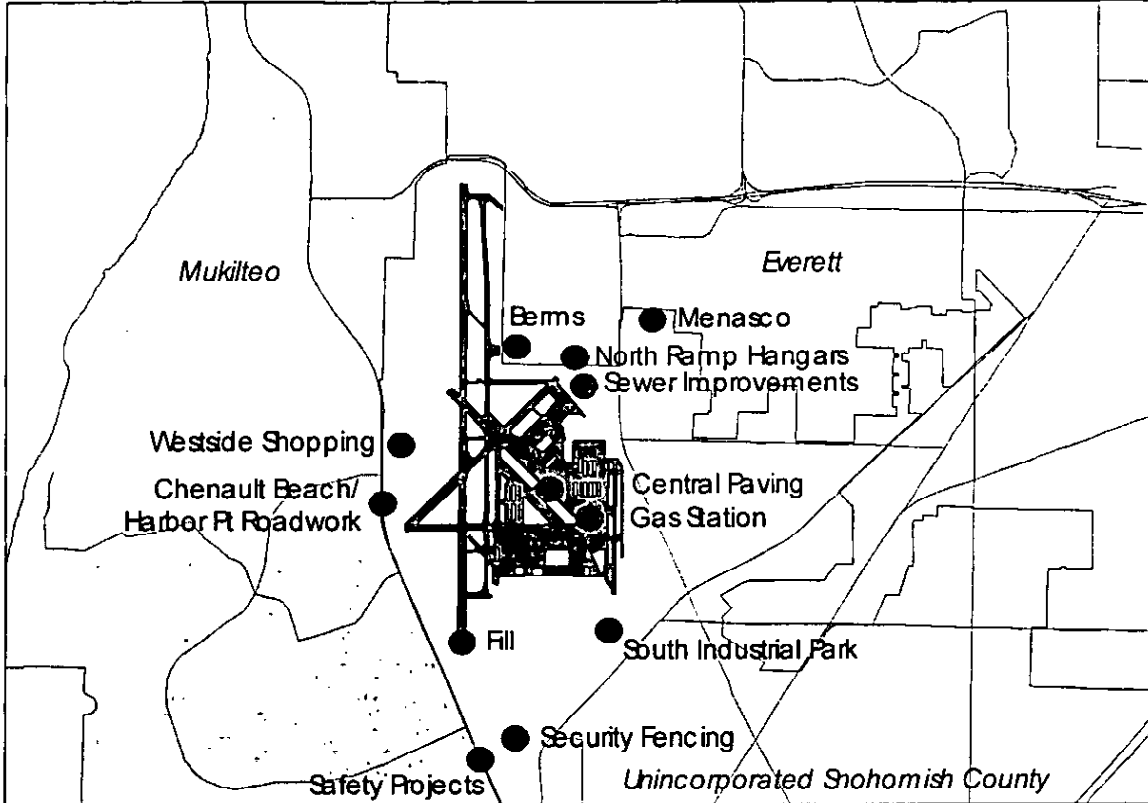 Mukilteo
Everett
Berms
Menasco
North Ramp Hangars
Sewer Improvements
Westside Shopping
Chenault Beach/
Harbor Pt Roadwork
Central Paving
Gas Station
Fill
South Industrial Park
Security Fencing
Safety Projects
Unincorporated Snohomish County